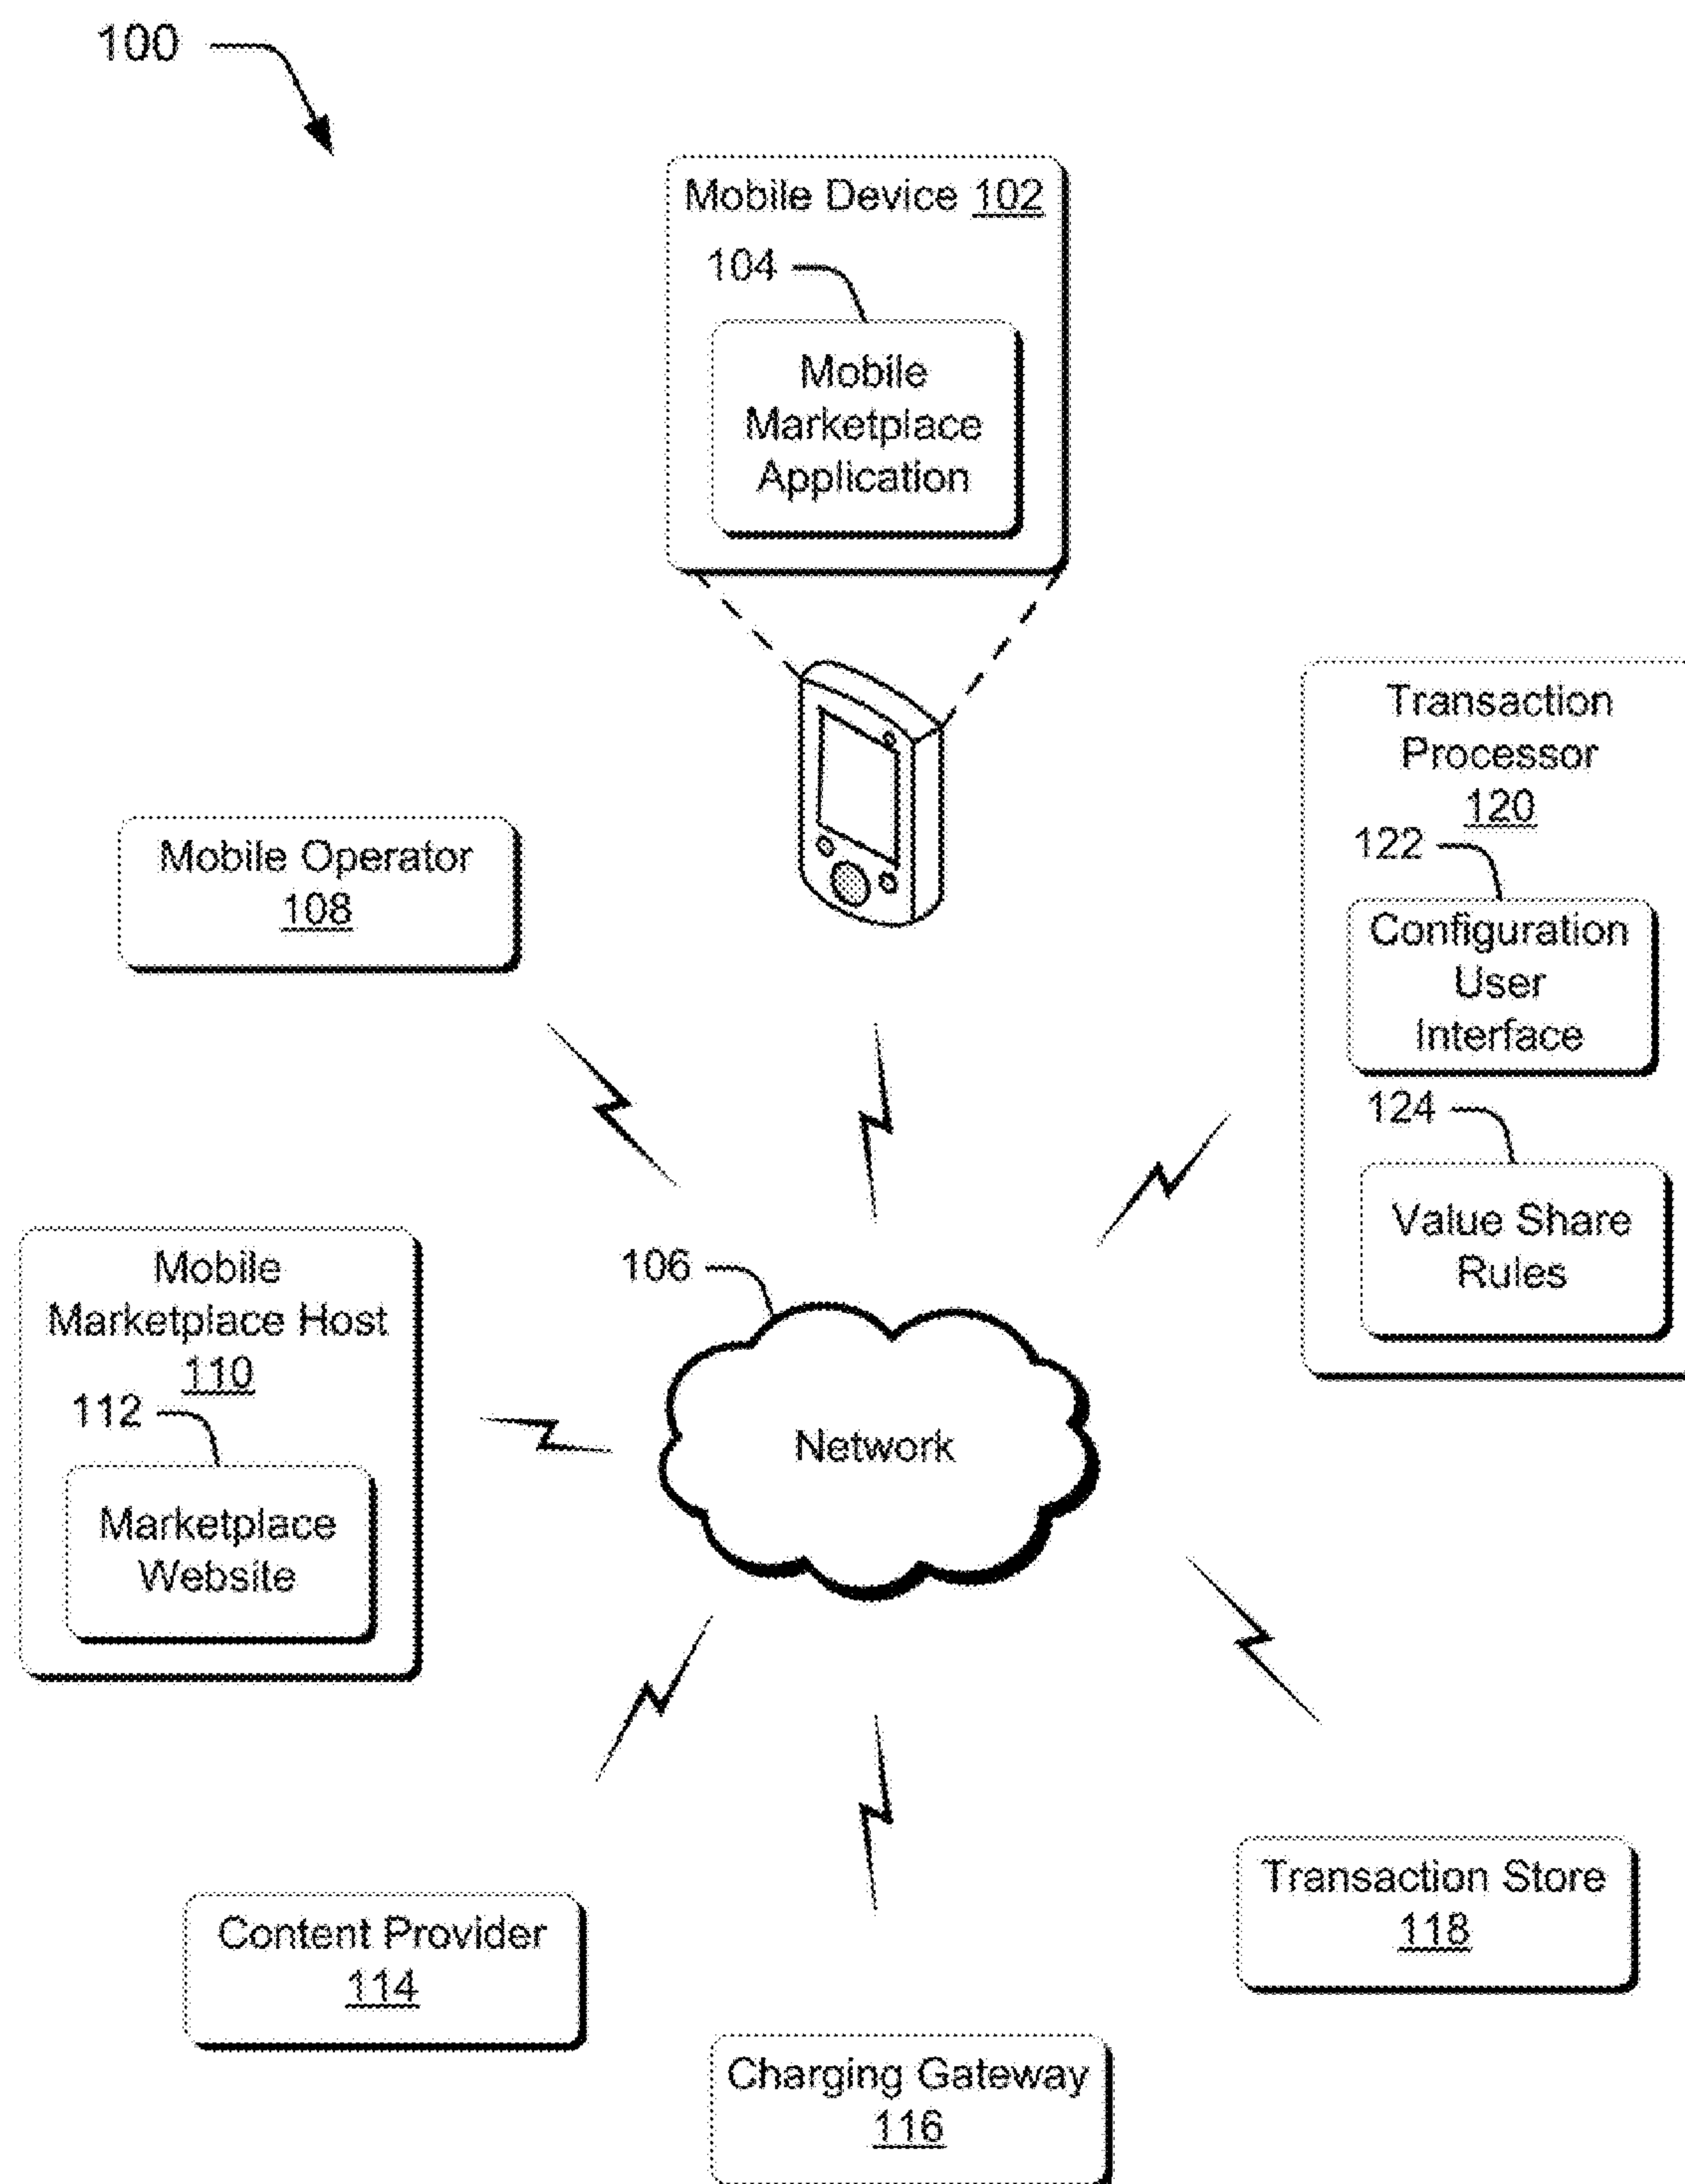 100
Mobile Device 102
104
Mobile
Marketplace
Application
Transaction
Processor
120
122
Configuration
User
Interface
124
Value Share
Rules
Mobile Operator
108
106
Network
Mobile
Marketplace Host
110
112
Marketplace
Website
Content Provider
114
Charging Gateway
116
Transaction Store
118